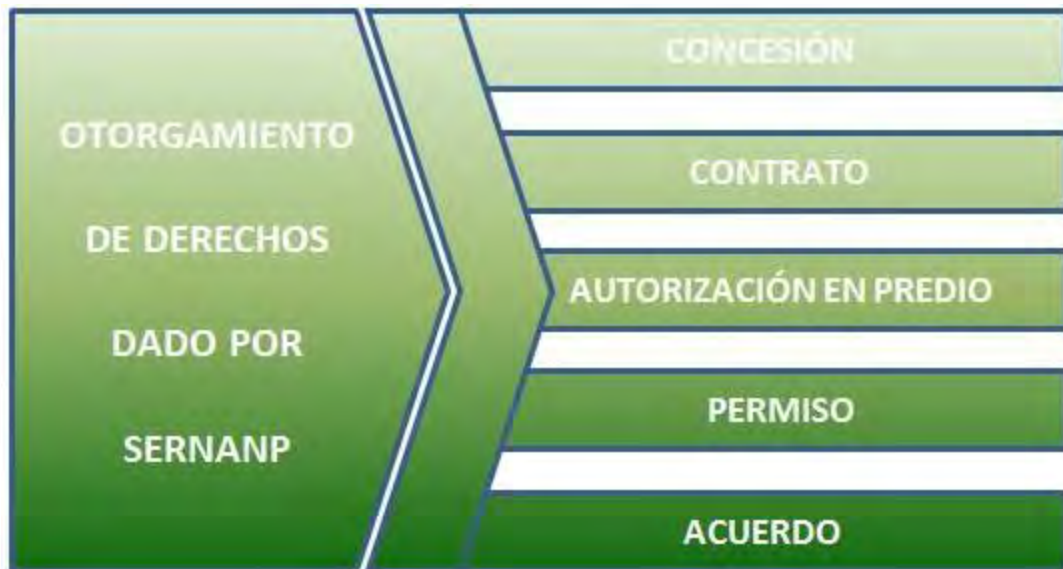 OTORGAMIENTO
DE DERECHOS
DADO POR
SERNANP
CONCESIÓN
CONTRATO
AUTORIZACIÓN EN PREDIO
PERMISO
ACUERDO